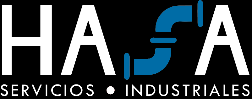 HASA
SERVICIOS • INDUSTRIALES